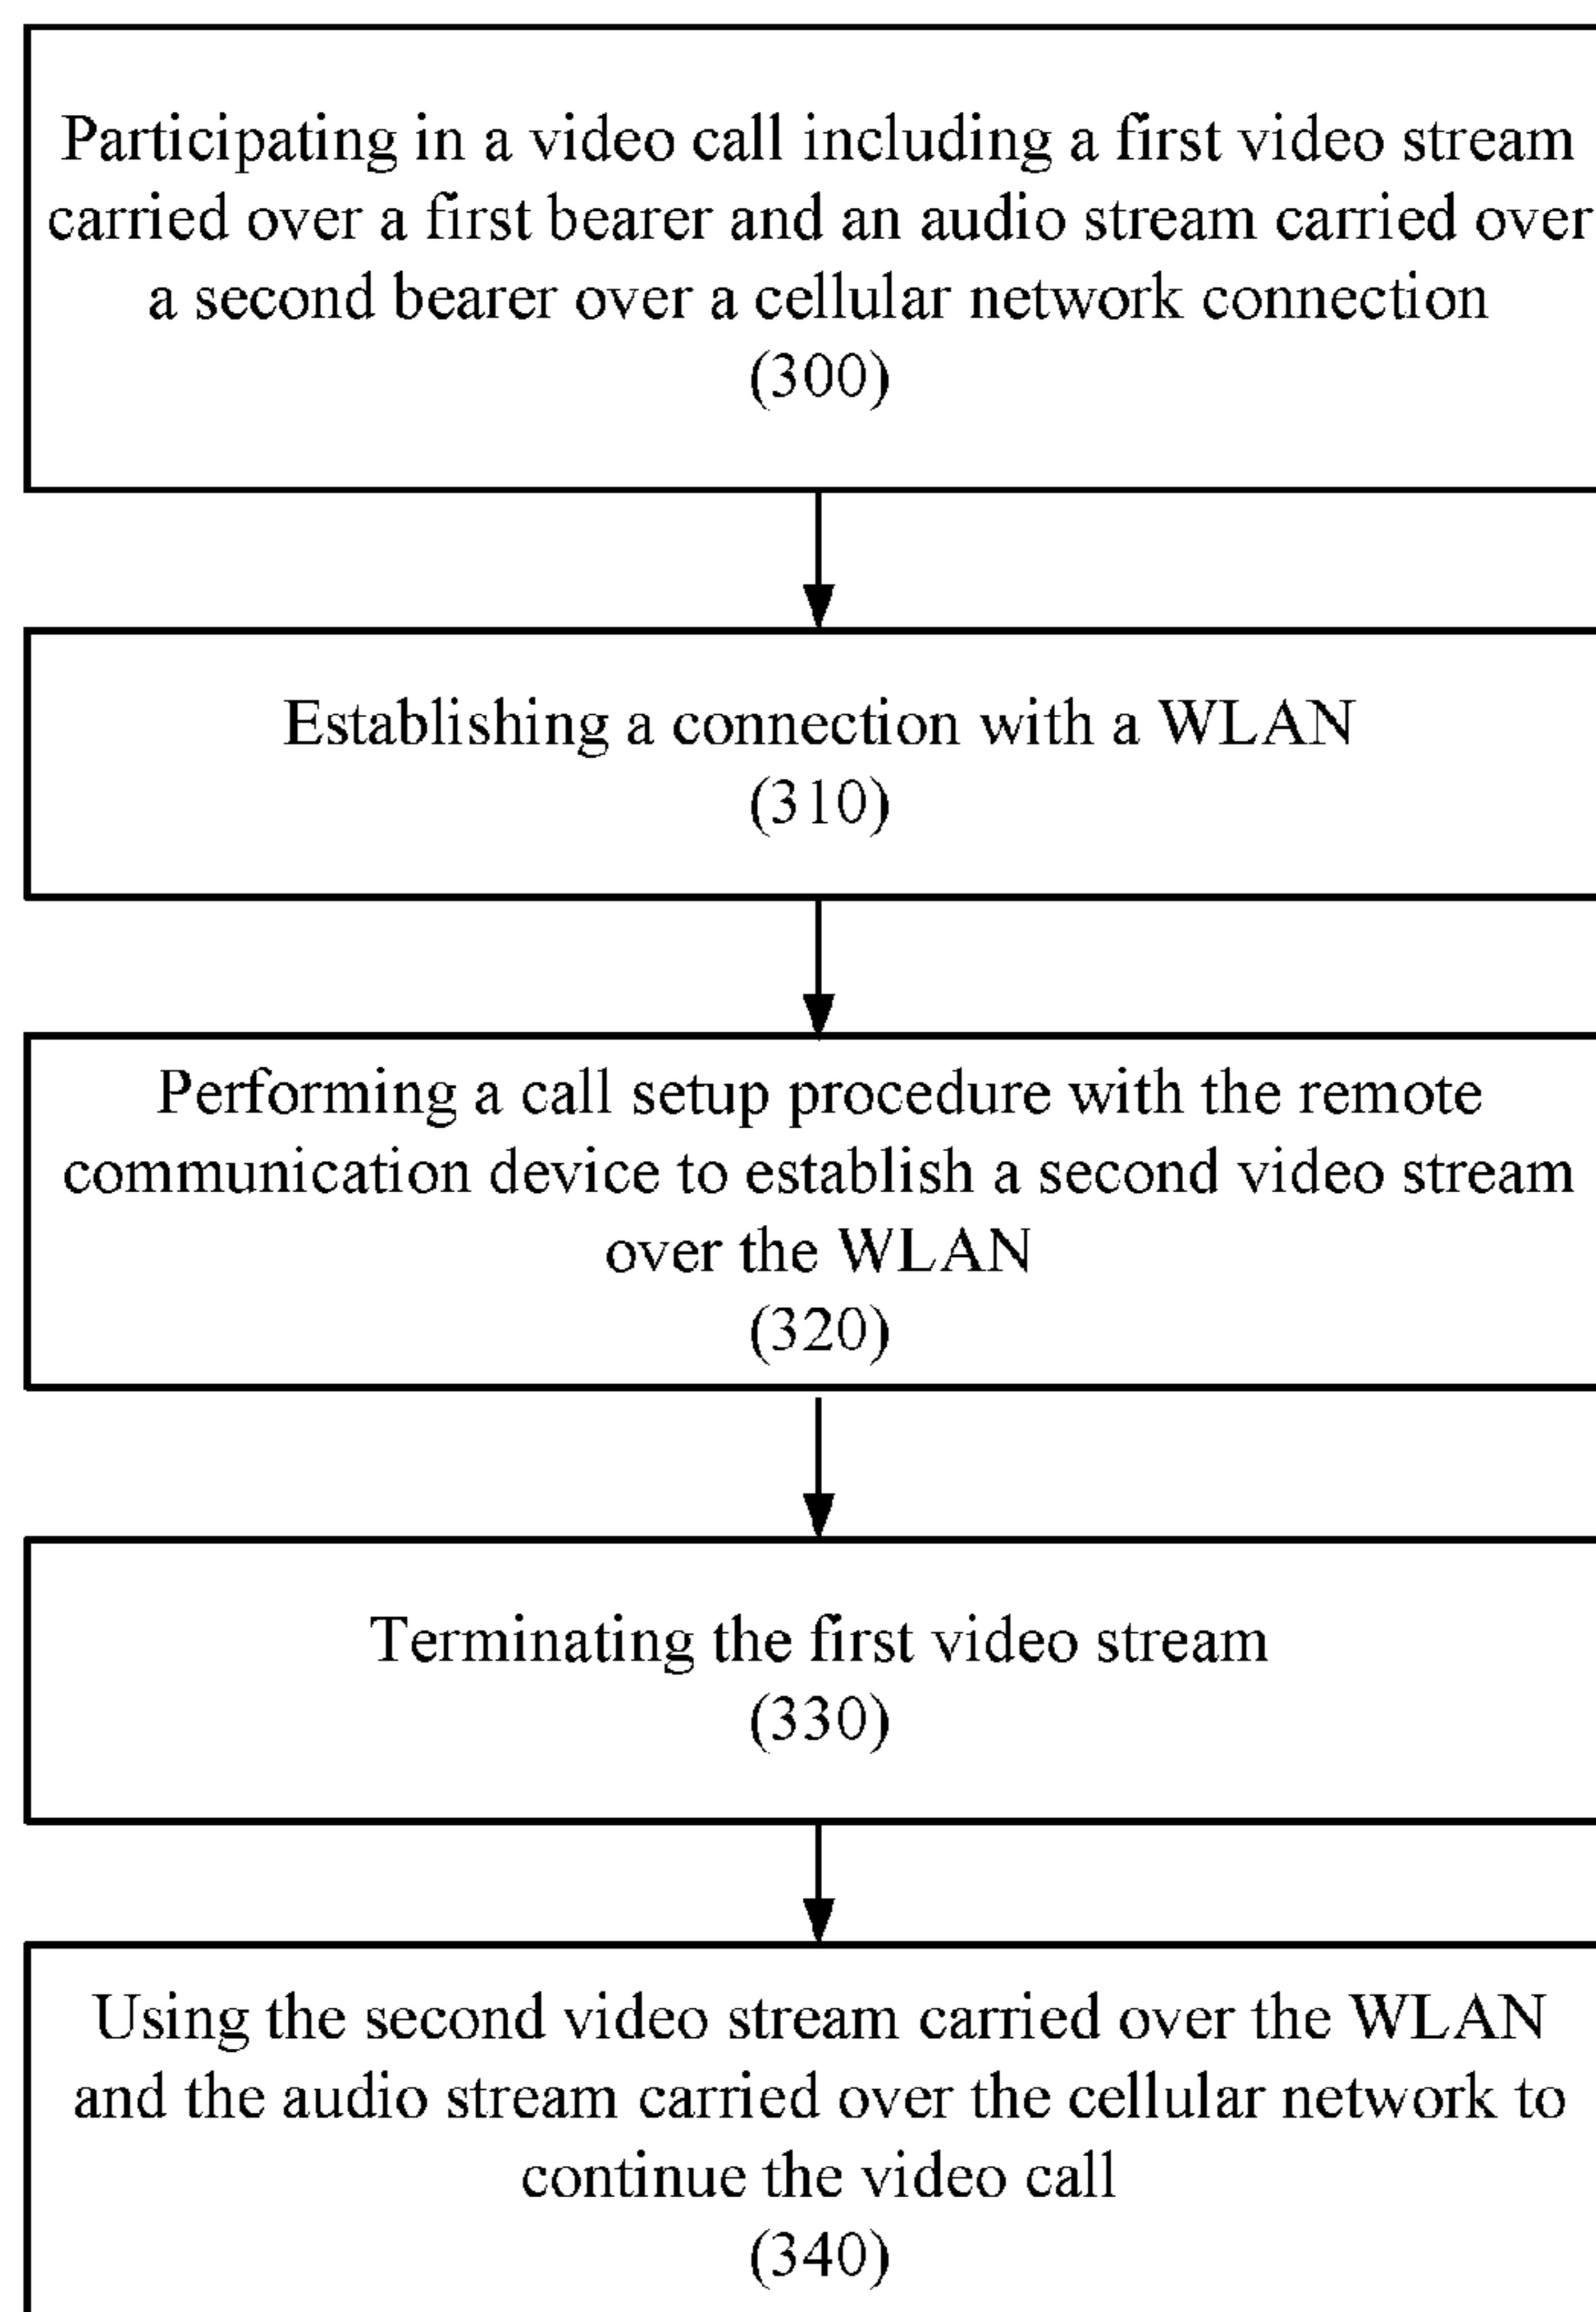 Participating in a video call including a first video stream
carried over a first bearer and an audio stream carried over
a second bearer over a cellular network connection
(300)
Establishing a connection with a WLAN
(310)
Performing a call setup procedure with the remote
communication device to establish a second video stream
over the WLAN
(320)
Terminating the first video stream
(330)
Using the second video stream carried over the WLAN
and the audio stream carried over the cellular network to
continue the video call
(340)